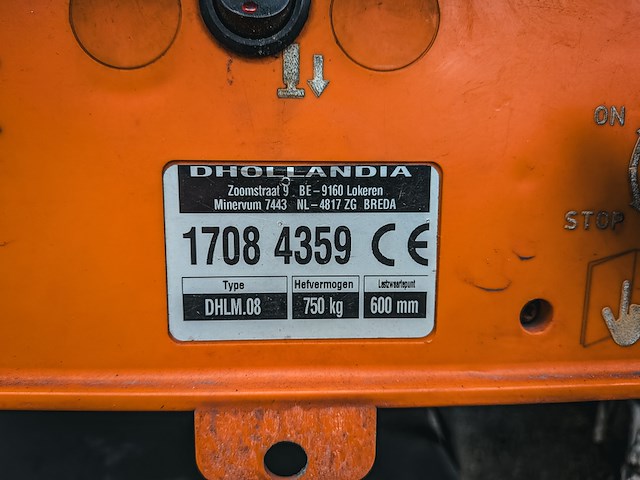 ON
DHOLLANDIA
Zoomstraat 9 BE-9160 Lokeren
Minervum 7443 NL-4817 ZG BREDA
1708 4359 CE
STOP
Type Hefvermogen Lastzwaartepunt
DHLM.08 750 kg 600 mm